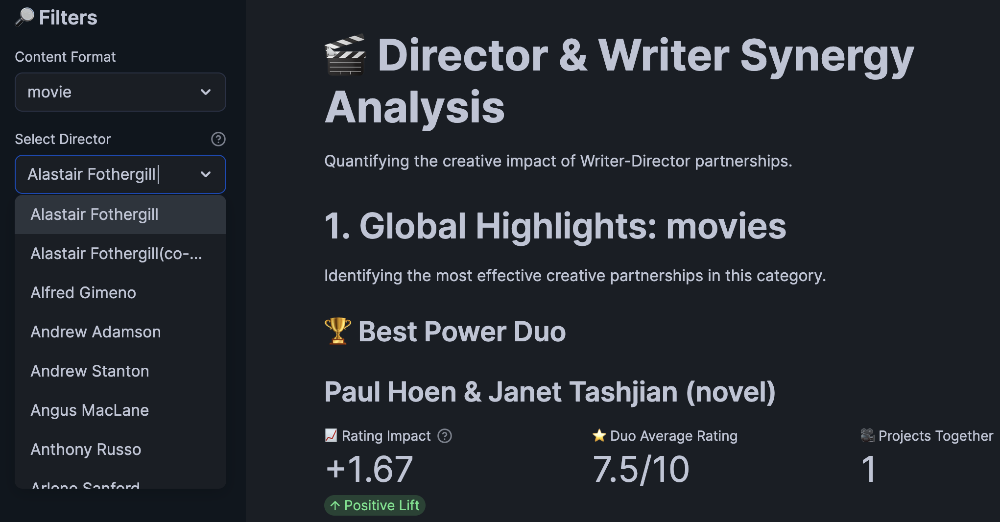 Filters
Content Format
movie
Select Director
Alastair Fothergill
Alastair Fothergill
Alastair Fothergill(co-...
Alfred Gimeno
Andrew Adamson
Andrew Stanton
Angus MacLane
Anthony Russo
Arlene Sanford
Director & Writer Synergy
Analysis
Quantifying the creative impact of Writer-Director partnerships.
1. Global Highlights: movies
Identifying the most effective creative partnerships in this category.
Best Power Duo
Paul Hoen & Janet Tashjian (novel)
Rating Impact
+1.67
↑ Positive Lift
Duo Average Rating
7.5/10
Projects Together
1